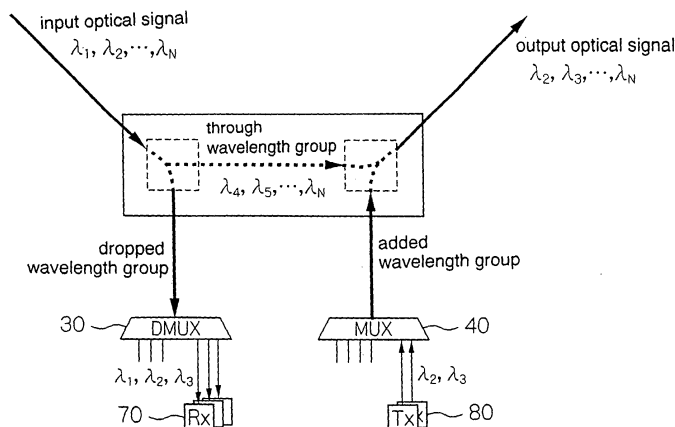 input optical signal
λ1, λ2,⋯,λN
output optical signal
λ2, λ3,⋯,λN
through
wavelength group
λ4, λ5,⋯,λN
dropped
wavelength group
added
wavelength group
30
DMUX
MUX
40
λ1, λ2, λ3
λ2, λ3
70
Rx
Tx
80